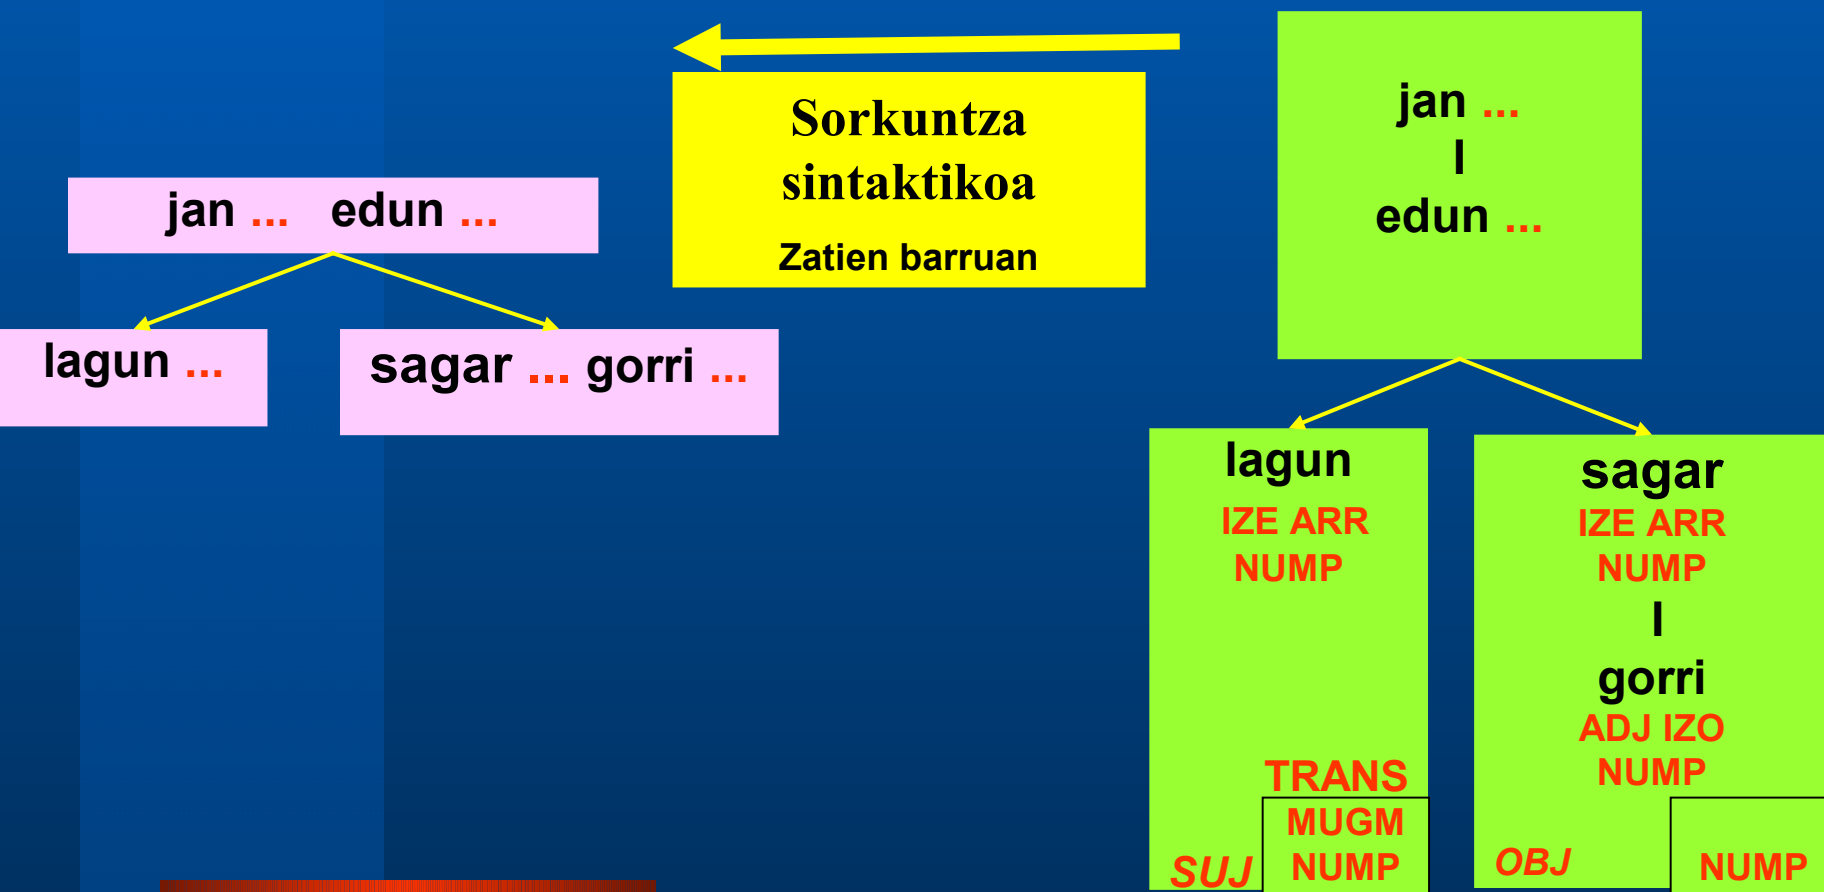 Sorkuntza
sintaktikoa
Zatien barruan
jan ... edun ...
lagun ...
sagar ... gorri ...
jan ...
I
edun ...
lagun
IZE ARR
NUMP
TRANS
MUGM
SUJ NUMP
sagar
IZE ARR
NUMP
I
gorri
ADJ IZO
NUMP
OBJ NUMP